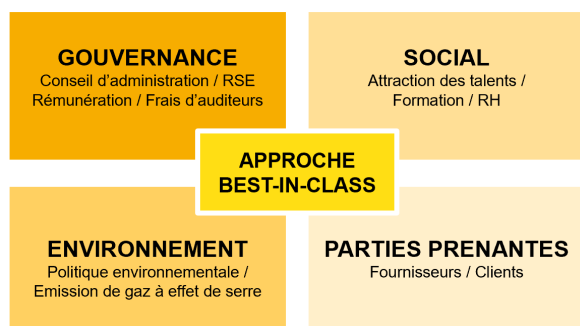 GOUVERNANCE
Conseil d'administration / RSE
Rémunération / Frais d'auditeurs
SOCIAL
Attraction des talents /
Formation / RH
APPROCHE
BEST-IN-CLASS
ENVIRONNEMENT
Politique environnementale /
Emission de gaz à effet de serre
PARTIES PRENANTES
Fournisseurs / Clients